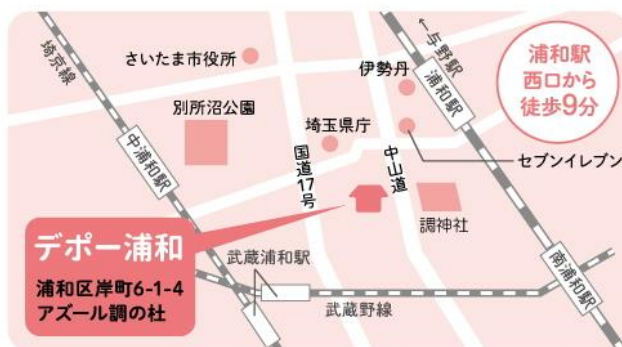 埼京線
さいたま市役所
←与野駅
浦和駅
浦和駅
西口から
徒歩9分
伊勢丹
別所沼公園
埼玉県庁
中浦和駅
国道17号
中山道
セブンイレブン
調神社
デポー浦和
浦和区岸町6-1-4
アズール調の杜
武蔵浦和駅
武蔵野線
南浦和駅